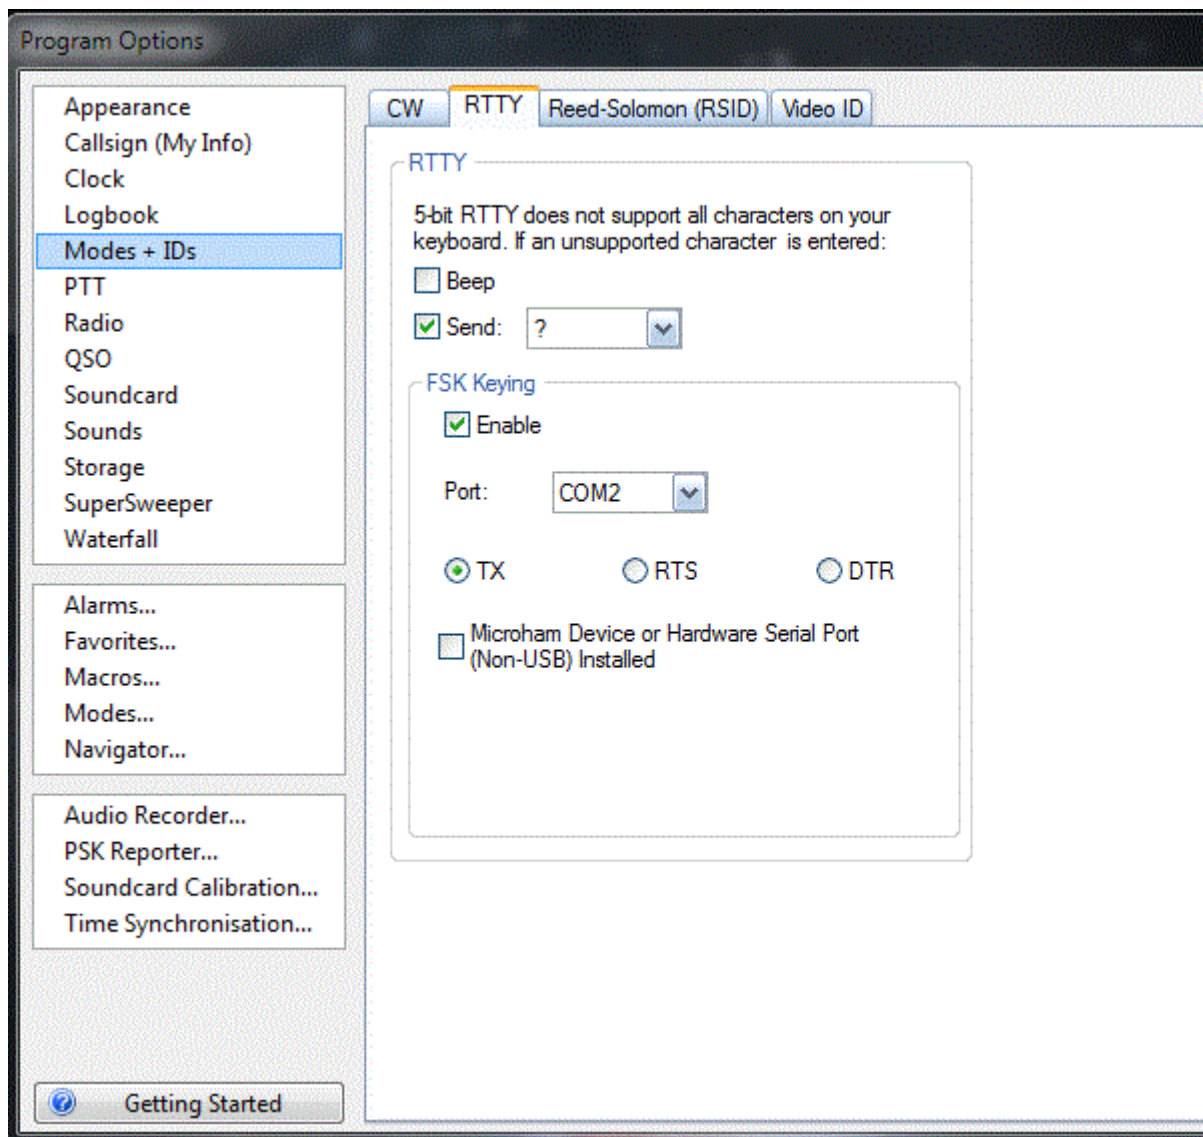 Program Options
Appearance
Callsign (My Info)
Clock
Logbook
Modes + IDs
PTT
Radio
QSO
Soundcard
Sounds
Storage
SuperSweeper
Waterfall
Alarms...
Favorites...
Macros...
Modes...
Navigator...
Audio Recorder...
PSK Reporter...
Soundcard Calibration...
Time Synchronisation...
Getting Started
CW RTTY Reed-Solomon (RSID) Video ID
RTTY
5-bit RTTY does not support all characters on your
keyboard. If an unsupported character is entered:
Beep
Send: ?
FSK Keying
Enable
Port: COM2
TX RTS DTR
Microham Device or Hardware Serial Port
(Non-USB) Installed